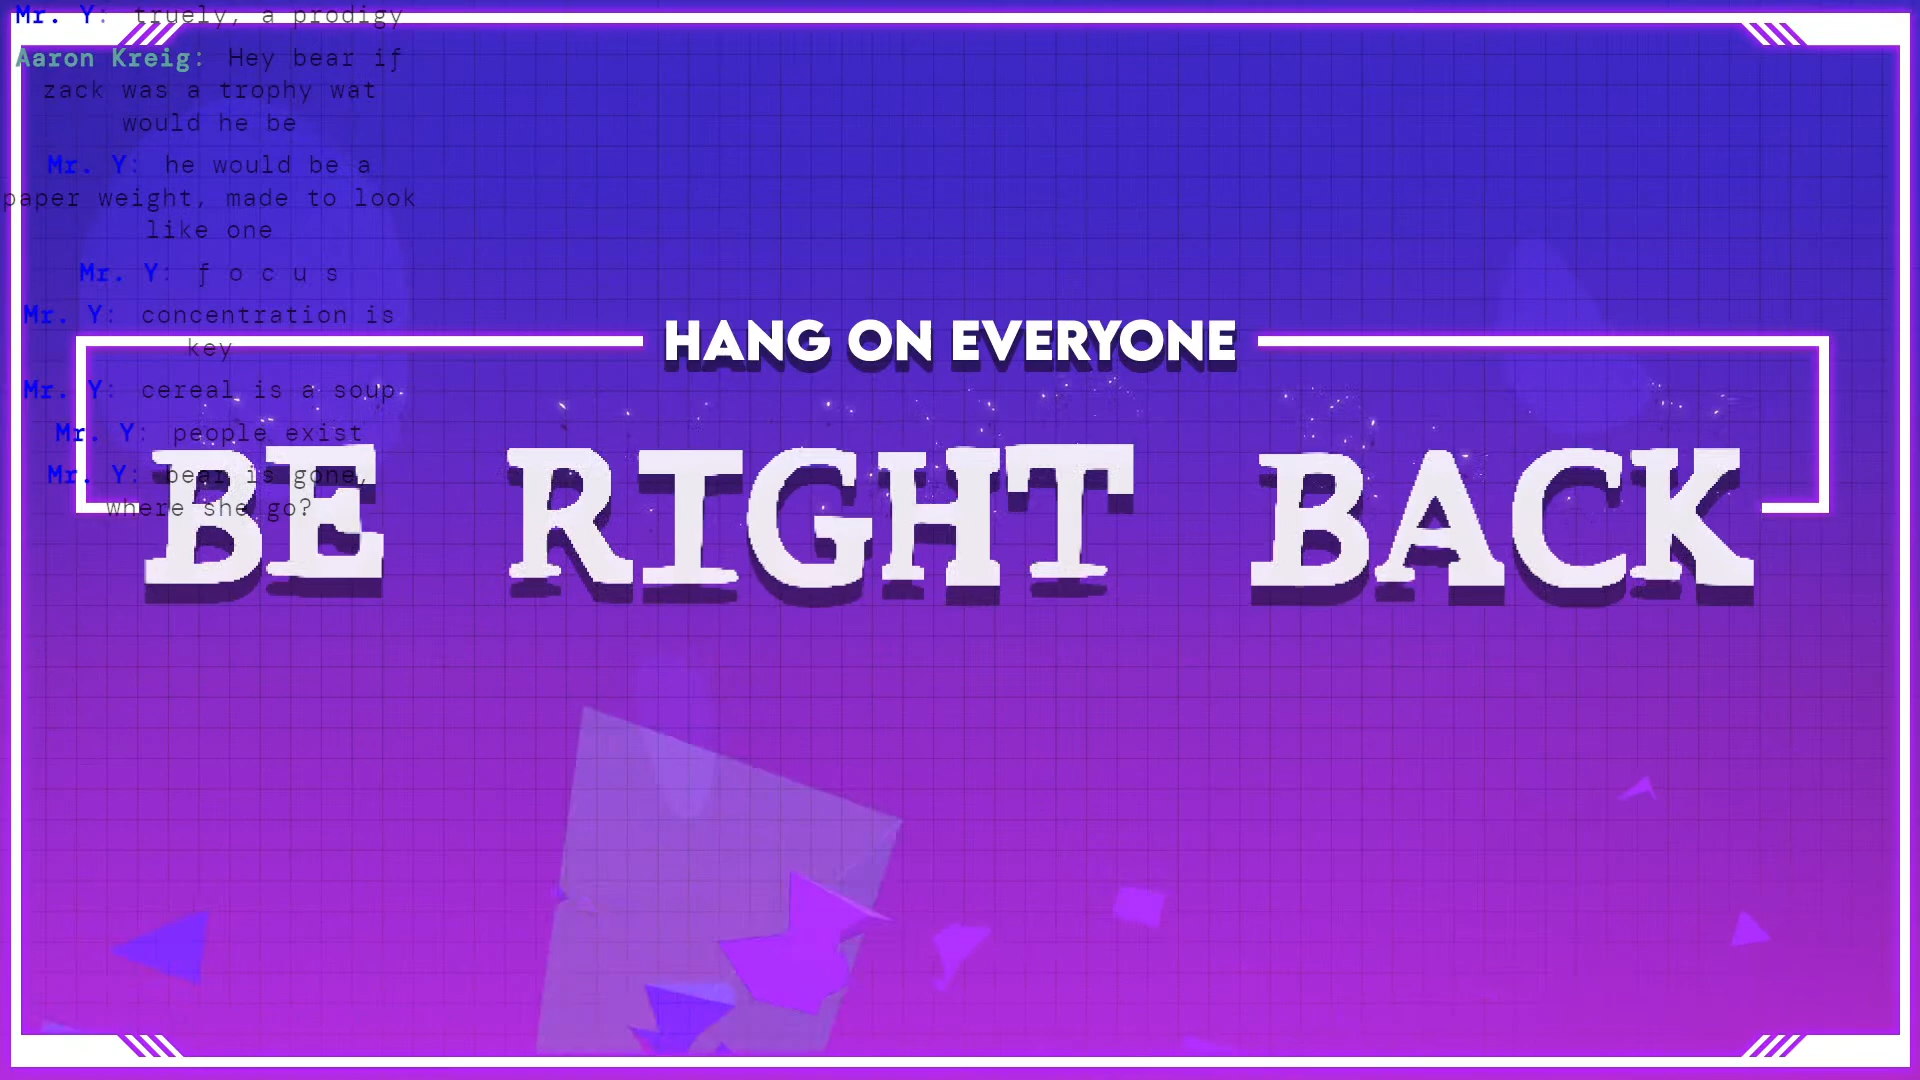 Mr. Y: truely, a prodigy
Aaron Kreig: Hey bear if
zack was a trophy wat
would he be
Mr. Y: he would be a
paper weight, made to look
like one
Mr. Y: f o c u s
Mr. Y: concentration is
key
Mr. Y: cereal is a soup
Mr. Y: people exist
Mr. Y: bear is gone,
where she go?
HANG ON EVERYONE
BE RIGHT BACK